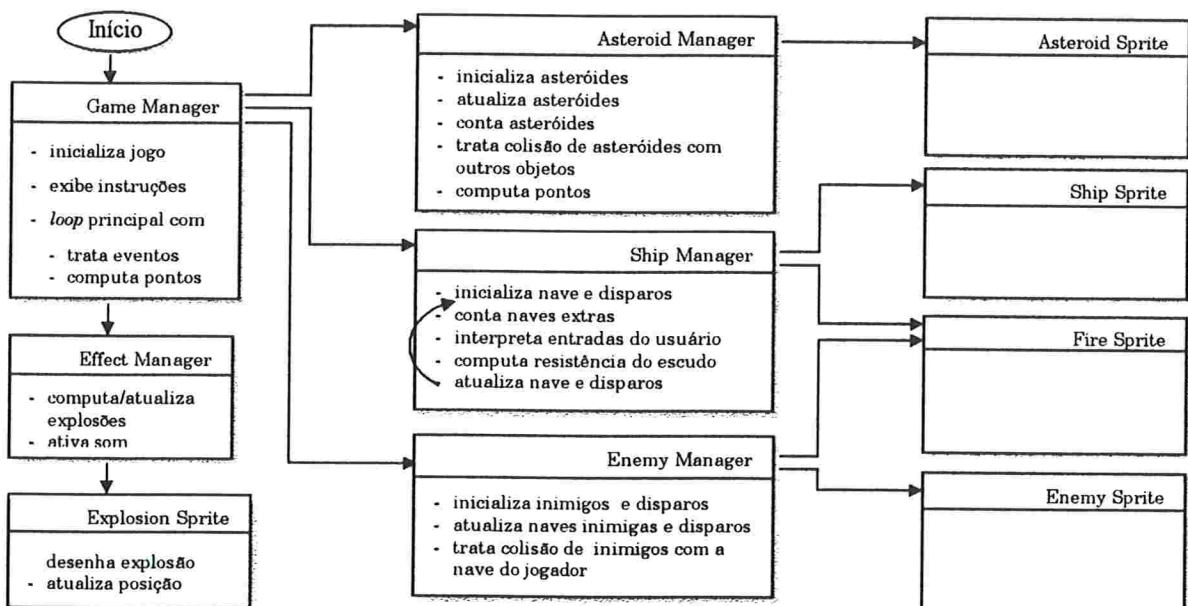 Início
Game Manager
- inicializa jogo
- exibe instruções
- loop principal com
- trata eventos
- computa pontos
Effect Manager
- computa/atualiza
explosões
- ativa som
Explosion Sprite
desenha explosão
- atualiza posição
Asteroid Manager
- inicializa asteróides
- atualiza asteróides
- conta asteróides
- trata colisão de asteróides com
outros objetos
- computa pontos
Ship Manager
- inicializa nave e disparos
- conta naves extras
- interpreta entradas do usuário
- computa resistência do escudo
- atualiza nave e disparos
Enemy Manager
- inicializa inimigos e disparos
- atualiza naves inimigas e disparos
- trata colisão de inimigos com a
nave do jogador
Asteroid Sprite
Ship Sprite
Fire Sprite
Enemy Sprite